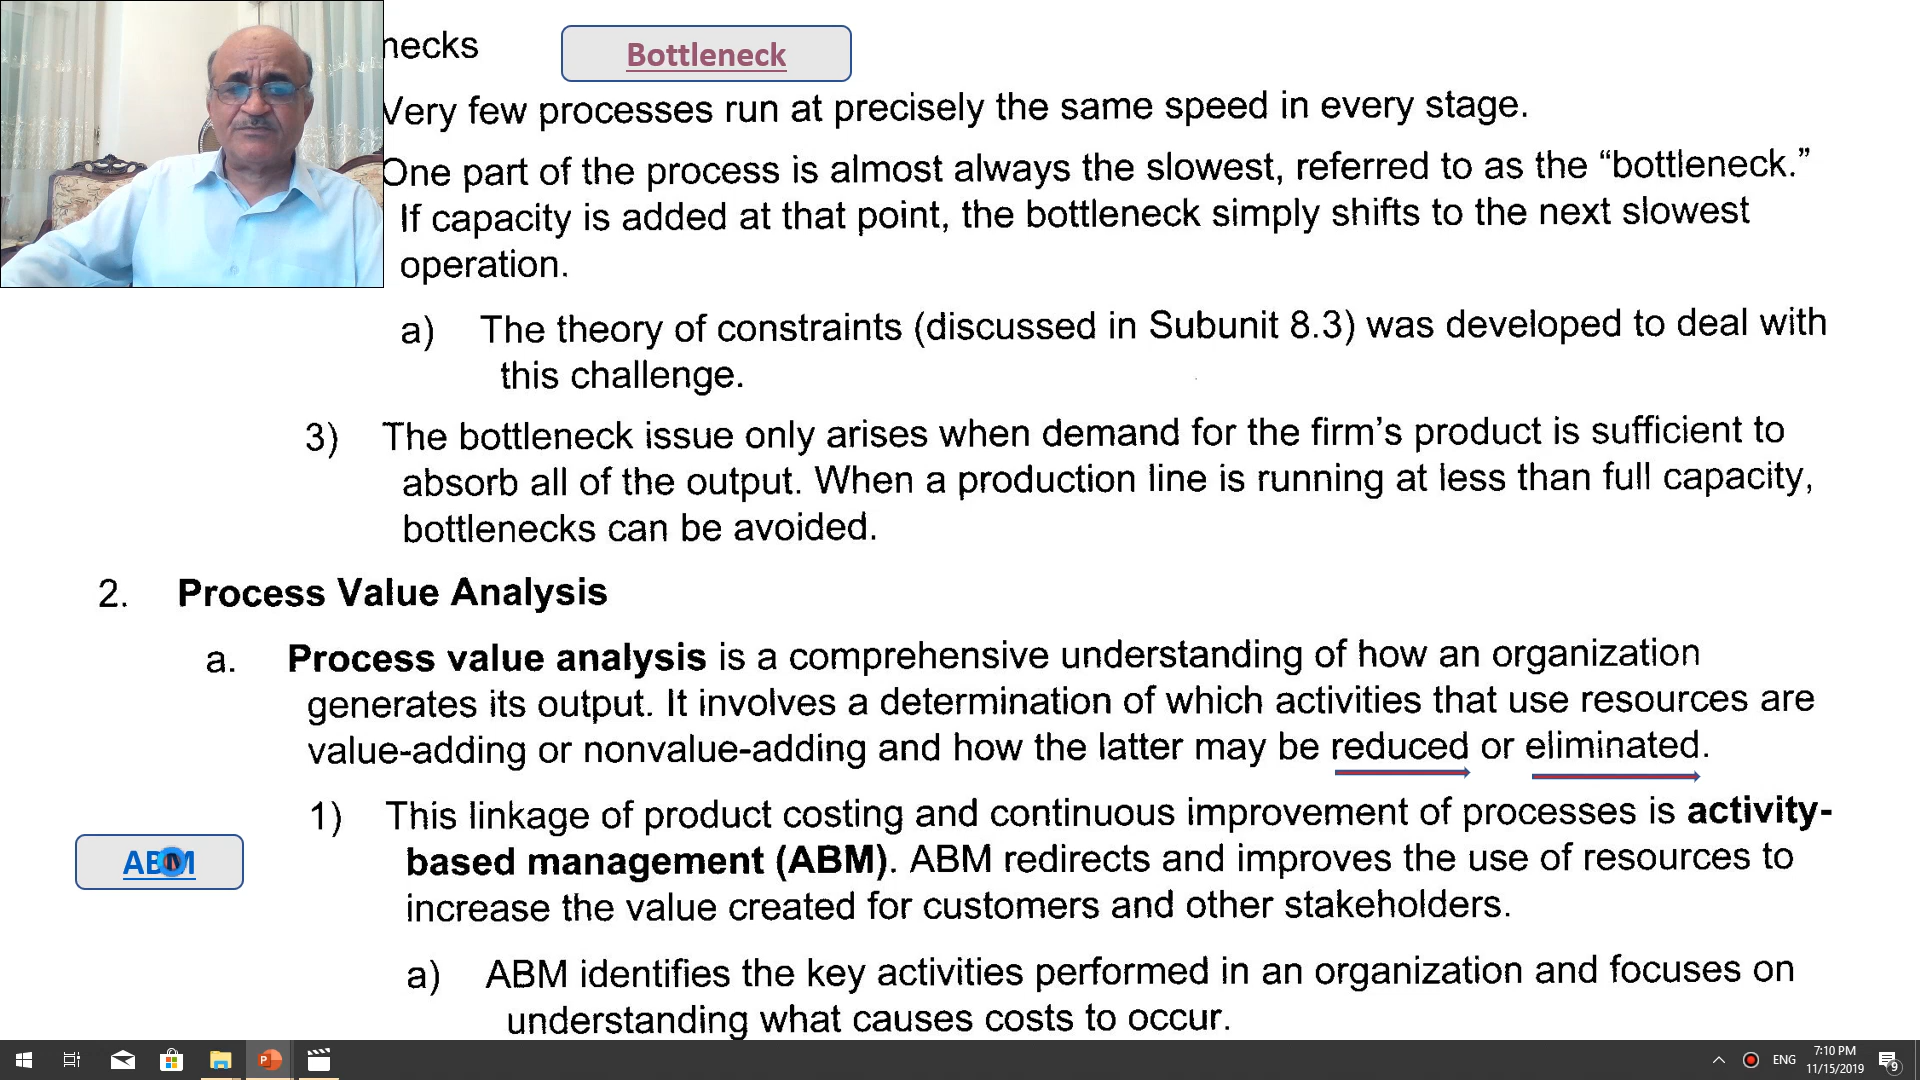 necks
Bottleneck
Very few processes run at precisely the same speed in every stage.
One part of the process is almost always the slowest, referred to as the “bottleneck.”
If capacity is added at that point, the bottleneck simply shifts to the next slowest
operation.
a) The theory of constraints (discussed in Subunit 8.3) was developed to deal with
this challenge.
3) The bottleneck issue only arises when demand for the firm’s product is sufficient to
absorb all of the output. When a production line is running at less than full capacity,
bottlenecks can be avoided.
2. Process Value Analysis
a. Process value analysis is a comprehensive understanding of how an organization
generates its output. It involves a determination of which activities that use resources are
value-adding or nonvalue-adding and how the latter may be reduced or eliminated.
1) This linkage of product costing and continuous improvement of processes is activity-
based management (ABM). ABM redirects and improves the use of resources to
increase the value created for customers and other stakeholders.
ABM
a) ABM identifies the key activities performed in an organization and focuses on
understanding what causes costs to occur.
ENG
7:10 PM
11/15/2019
9